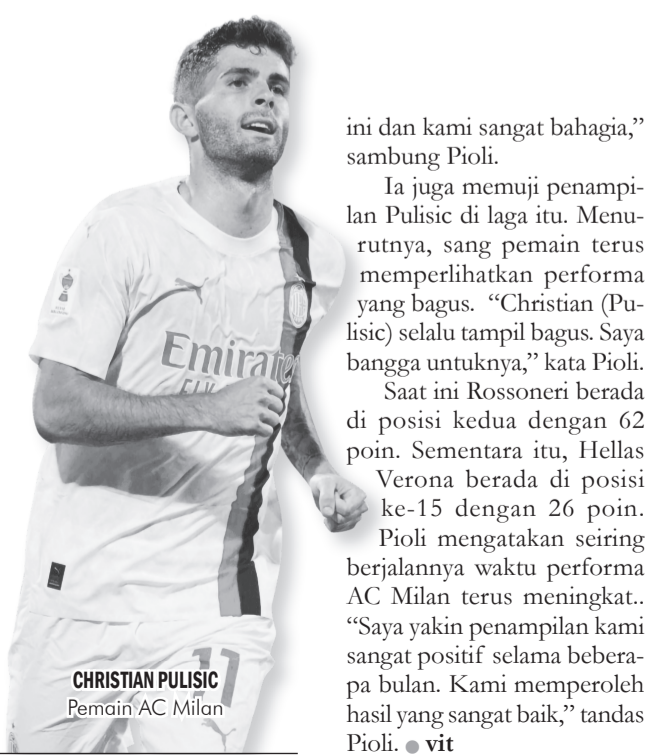 ini dan kami sangat bahagia,”
sambung Pioli.
Ia juga memuji penampi-
lan Pulisic di laga itu. Menu-
rutnya, sang pemain terus
memperlihatkan performa
yang bagus. “Christian (Pu-
lisic) selalu tampil bagus. Saya
bangga untuknya,” kata Pioli.
Saat ini Rossoneri berada
di posisi kedua dengan 62
poin. Sementara itu, Hellas
Verona berada di posisi
ke-15 dengan 26 poin.
Pioli mengatakan seiring
berjalannya waktu performa
AC Milan terus meningkat..
“Saya yakin penampilan kami
sangat positif selama bebera-
pa bulan. Kami memperoleh
hasil yang sangat baik,” tandas
Pioli. ● vit
Emirate
11
CHRISTIAN PULISIC
Pemain AC Milan